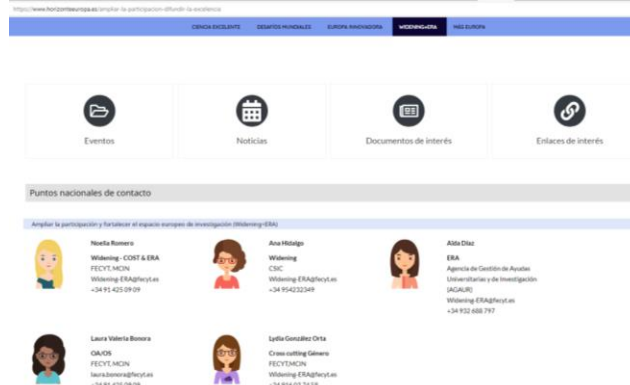 https://www.horizonteeuropa.es/ampliar-la-participacion-difundir-la-excelencia
CIENCIA EXCELENTE DESAFÍOS MUNDIALES EUROPA INNOVADORA WIDENING+ERA MÁS EUROPA
Eventos Noticias Documentos de interés Enlaces de interés
Puntos nacionales de contacto
Ampliar la participación y fortalecer el espacio europeo de investigación (Widening+ERA)
Noelia Romero
Widening - COST & ERA
FECYT, MCIN
Widening-ERA@fecyt.es
+34 91 425 09 09
Ana Hidalgo
Widening
CSIC
Widening-ERA@fecyt.es
+34 954232349
Alda Díaz
ERA
Agencia de Gestión de Ayudas
Universitarias y de Investigación
(AGAUR)
Widening-ERA@fecyt.es
+34 932 688 797
Laura Valeria Bonora
OA/OS
FECYT, MCIN
laura.bonora@fecyt.es
+34 91 425 09 09
Lydia González Orta
Cross cutting Género
FECYT,MCIN
Widening-ERA@fecyt.es